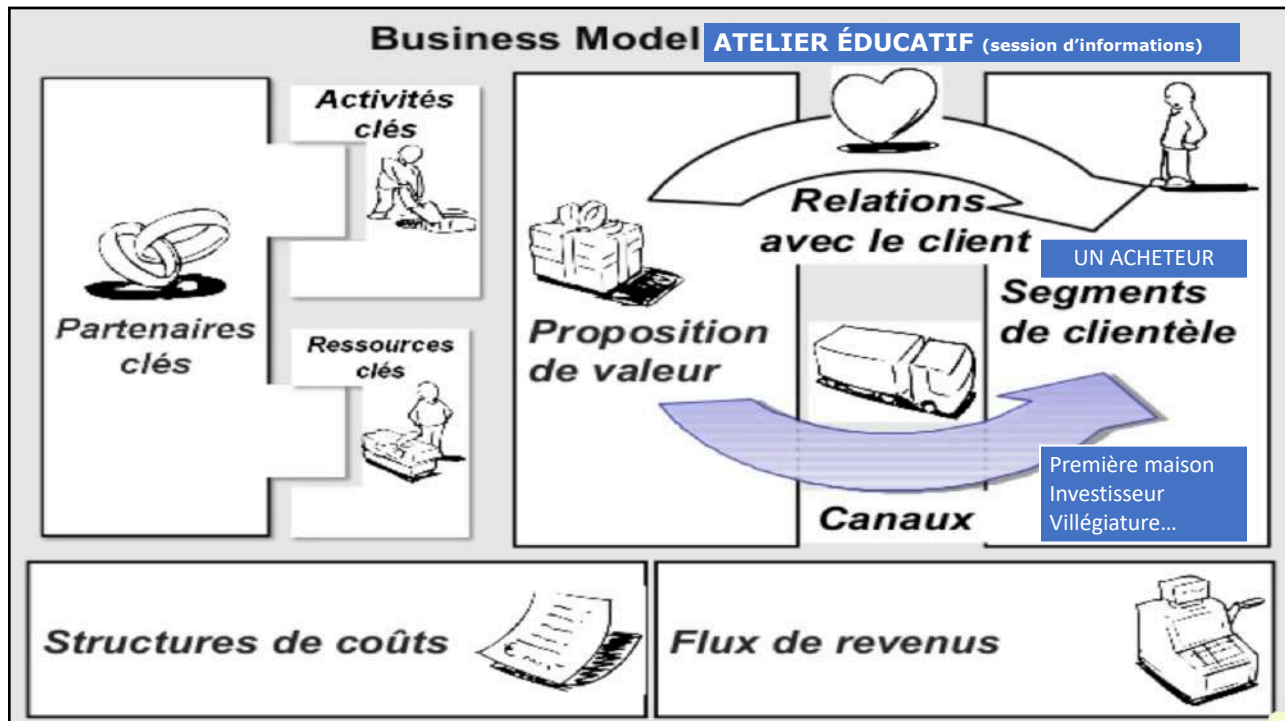 Business Model ATELIER ÉDUCATIF (session d’informations)
Activités
clés
Partenaires
clés
Ressources
clés
Proposition
de valeur
Relations
avec le client
Canaux
UN ACHETEUR
Segments
de clientèle
Première maison
Investisseur
Villégiature…
Structures de coûts
Flux de revenus